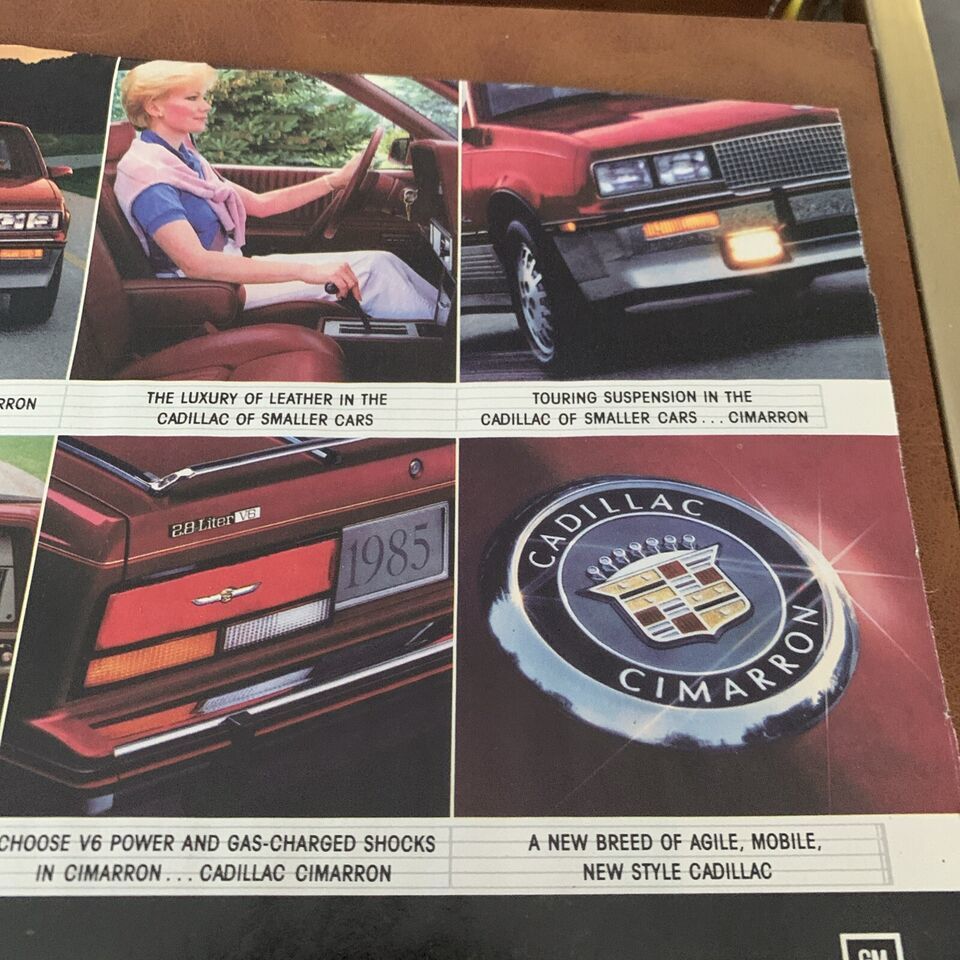 RRON
THE LUXURY OF LEATHER IN THE
CADILLAC OF SMALLER CARS
TOURING SUSPENSION IN THE
CADILLAC OF SMALLER CARS...CIMARRON
2.8 Liter V6
1985
CADILLAC
CIMARRON
CHOOSE V6 POWER AND GAS-CHARGED SHOCKS
IN CIMARRON...CADILLAC CIMARRON
A NEW BREED OF AGILE, MOBILE,
NEW STYLE CADILLAC
GM